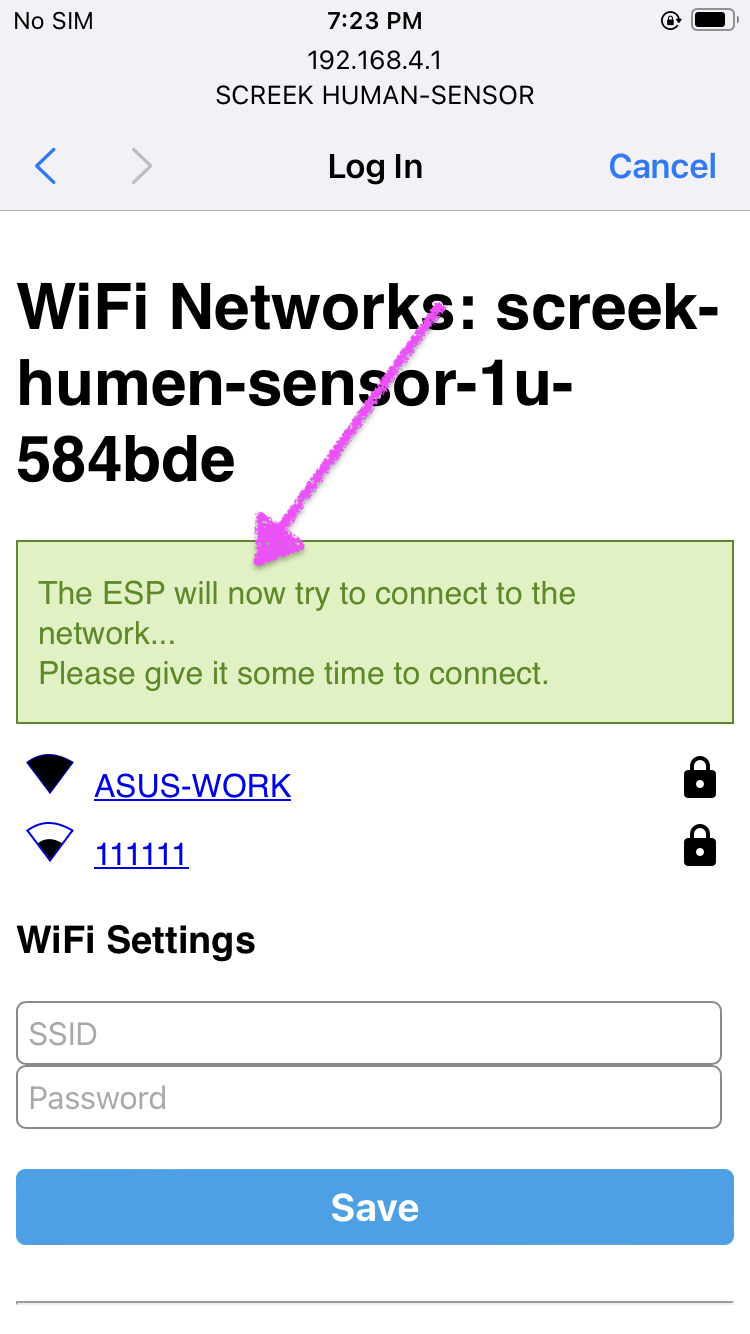 No SIM 7:23 PM
192.168.4.1
SCREEK HUMAN-SENSOR
Log In Cancel
WiFi Networks: screek-
humen-sensor-1u-
584bde
The ESP will now try to connect to the
network...
Please give it some time to connect.
ASUS-WORK
111111
WiFi Settings
SSID
Password
Save